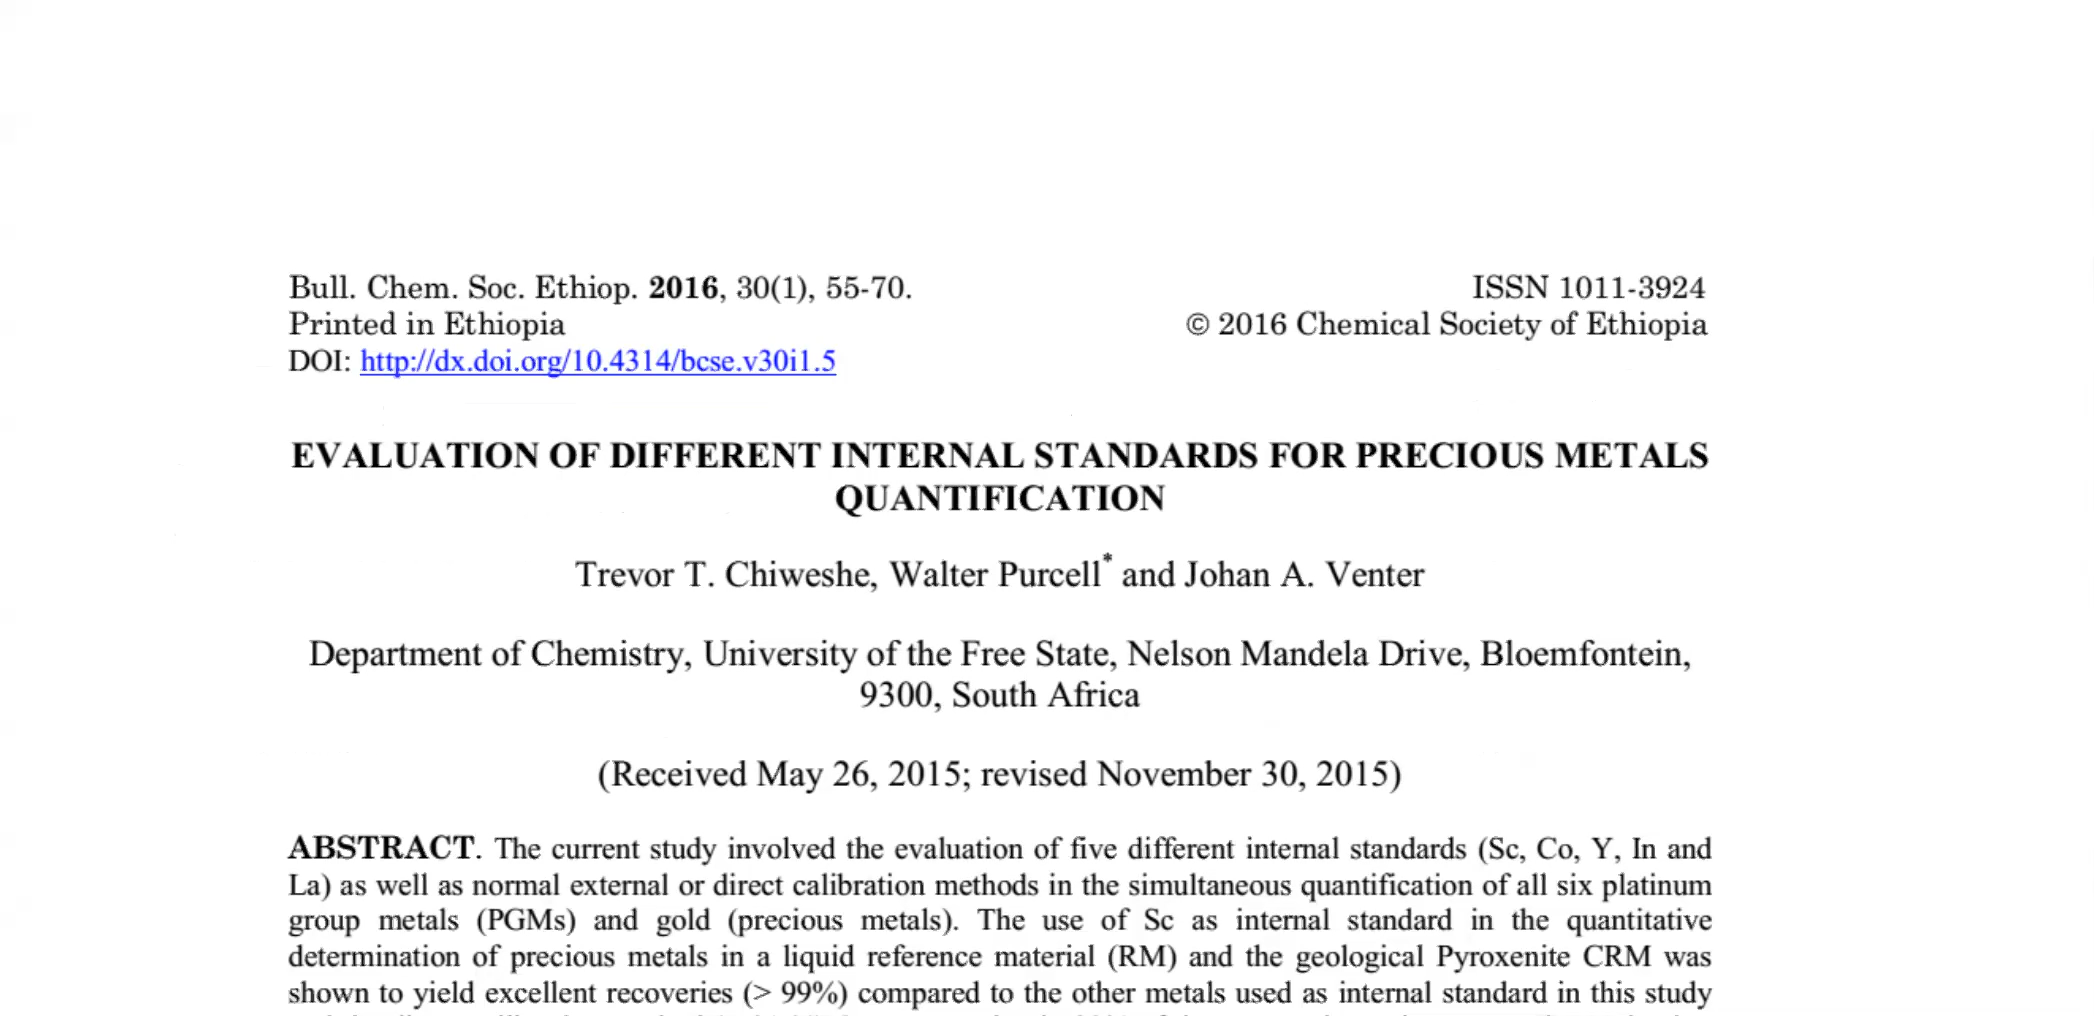 Bull. Chem. Soc. Ethiop. 2016, 30(1), 55-70.
ISSN 1011-3924
Printed in Ethiopia
© 2016 Chemical Society of Ethiopia
DOI: http://dx.doi.org/10.4314/bcse.v30i1.5
EVALUATION OF DIFFERENT INTERNAL STANDARDS FOR PRECIOUS METALS
QUANTIFICATION
Trevor T. Chiweshe, Walter Purcell* and Johan A. Venter
Department of Chemistry, University of the Free State, Nelson Mandela Drive, Bloemfontein,
9300, South Africa
(Received May 26, 2015; revised November 30, 2015)
ABSTRACT. The current study involved the evaluation of five different internal standards (Sc, Co, Y, In and
La) as well as normal external or direct calibration methods in the simultaneous quantification of all six platinum
group metals (PGMs) and gold (precious metals). The use of Sc as internal standard in the quantitative
determination of precious metals in a liquid reference material (RM) and the geological Pyroxenite CRM was
shown to yield excellent recoveries (> 99%) compared to the other metals used as internal standard in this study